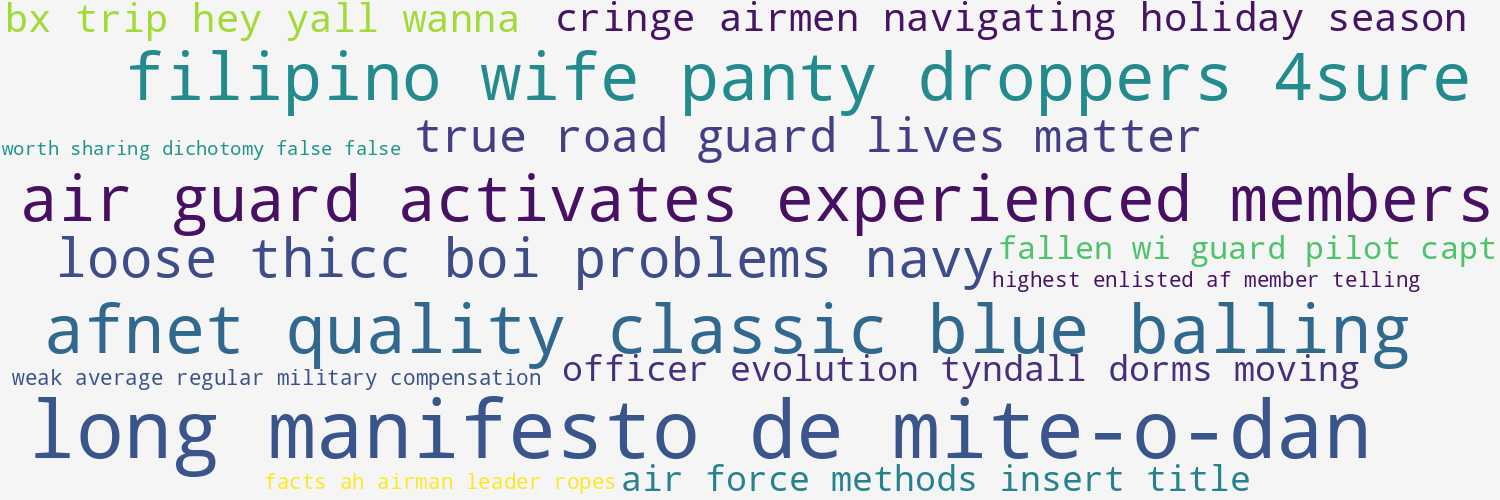 bx trip hey yall wanna
cringe airmen navigating holiday season
filipino wife panty droppers 4sure
worth sharing dichotomy false false
true road guard lives matter
air guard activates experienced members
loose thicc boi problems navy
fallen wi guard pilot capt
highest enlisted af member telling
afnet quality classic blue balling
weak average regular military compensation
officer evolution tyndall dorms moving
long manifesto de mite-o-dan
facts ah airman leader ropes
air force methods insert title